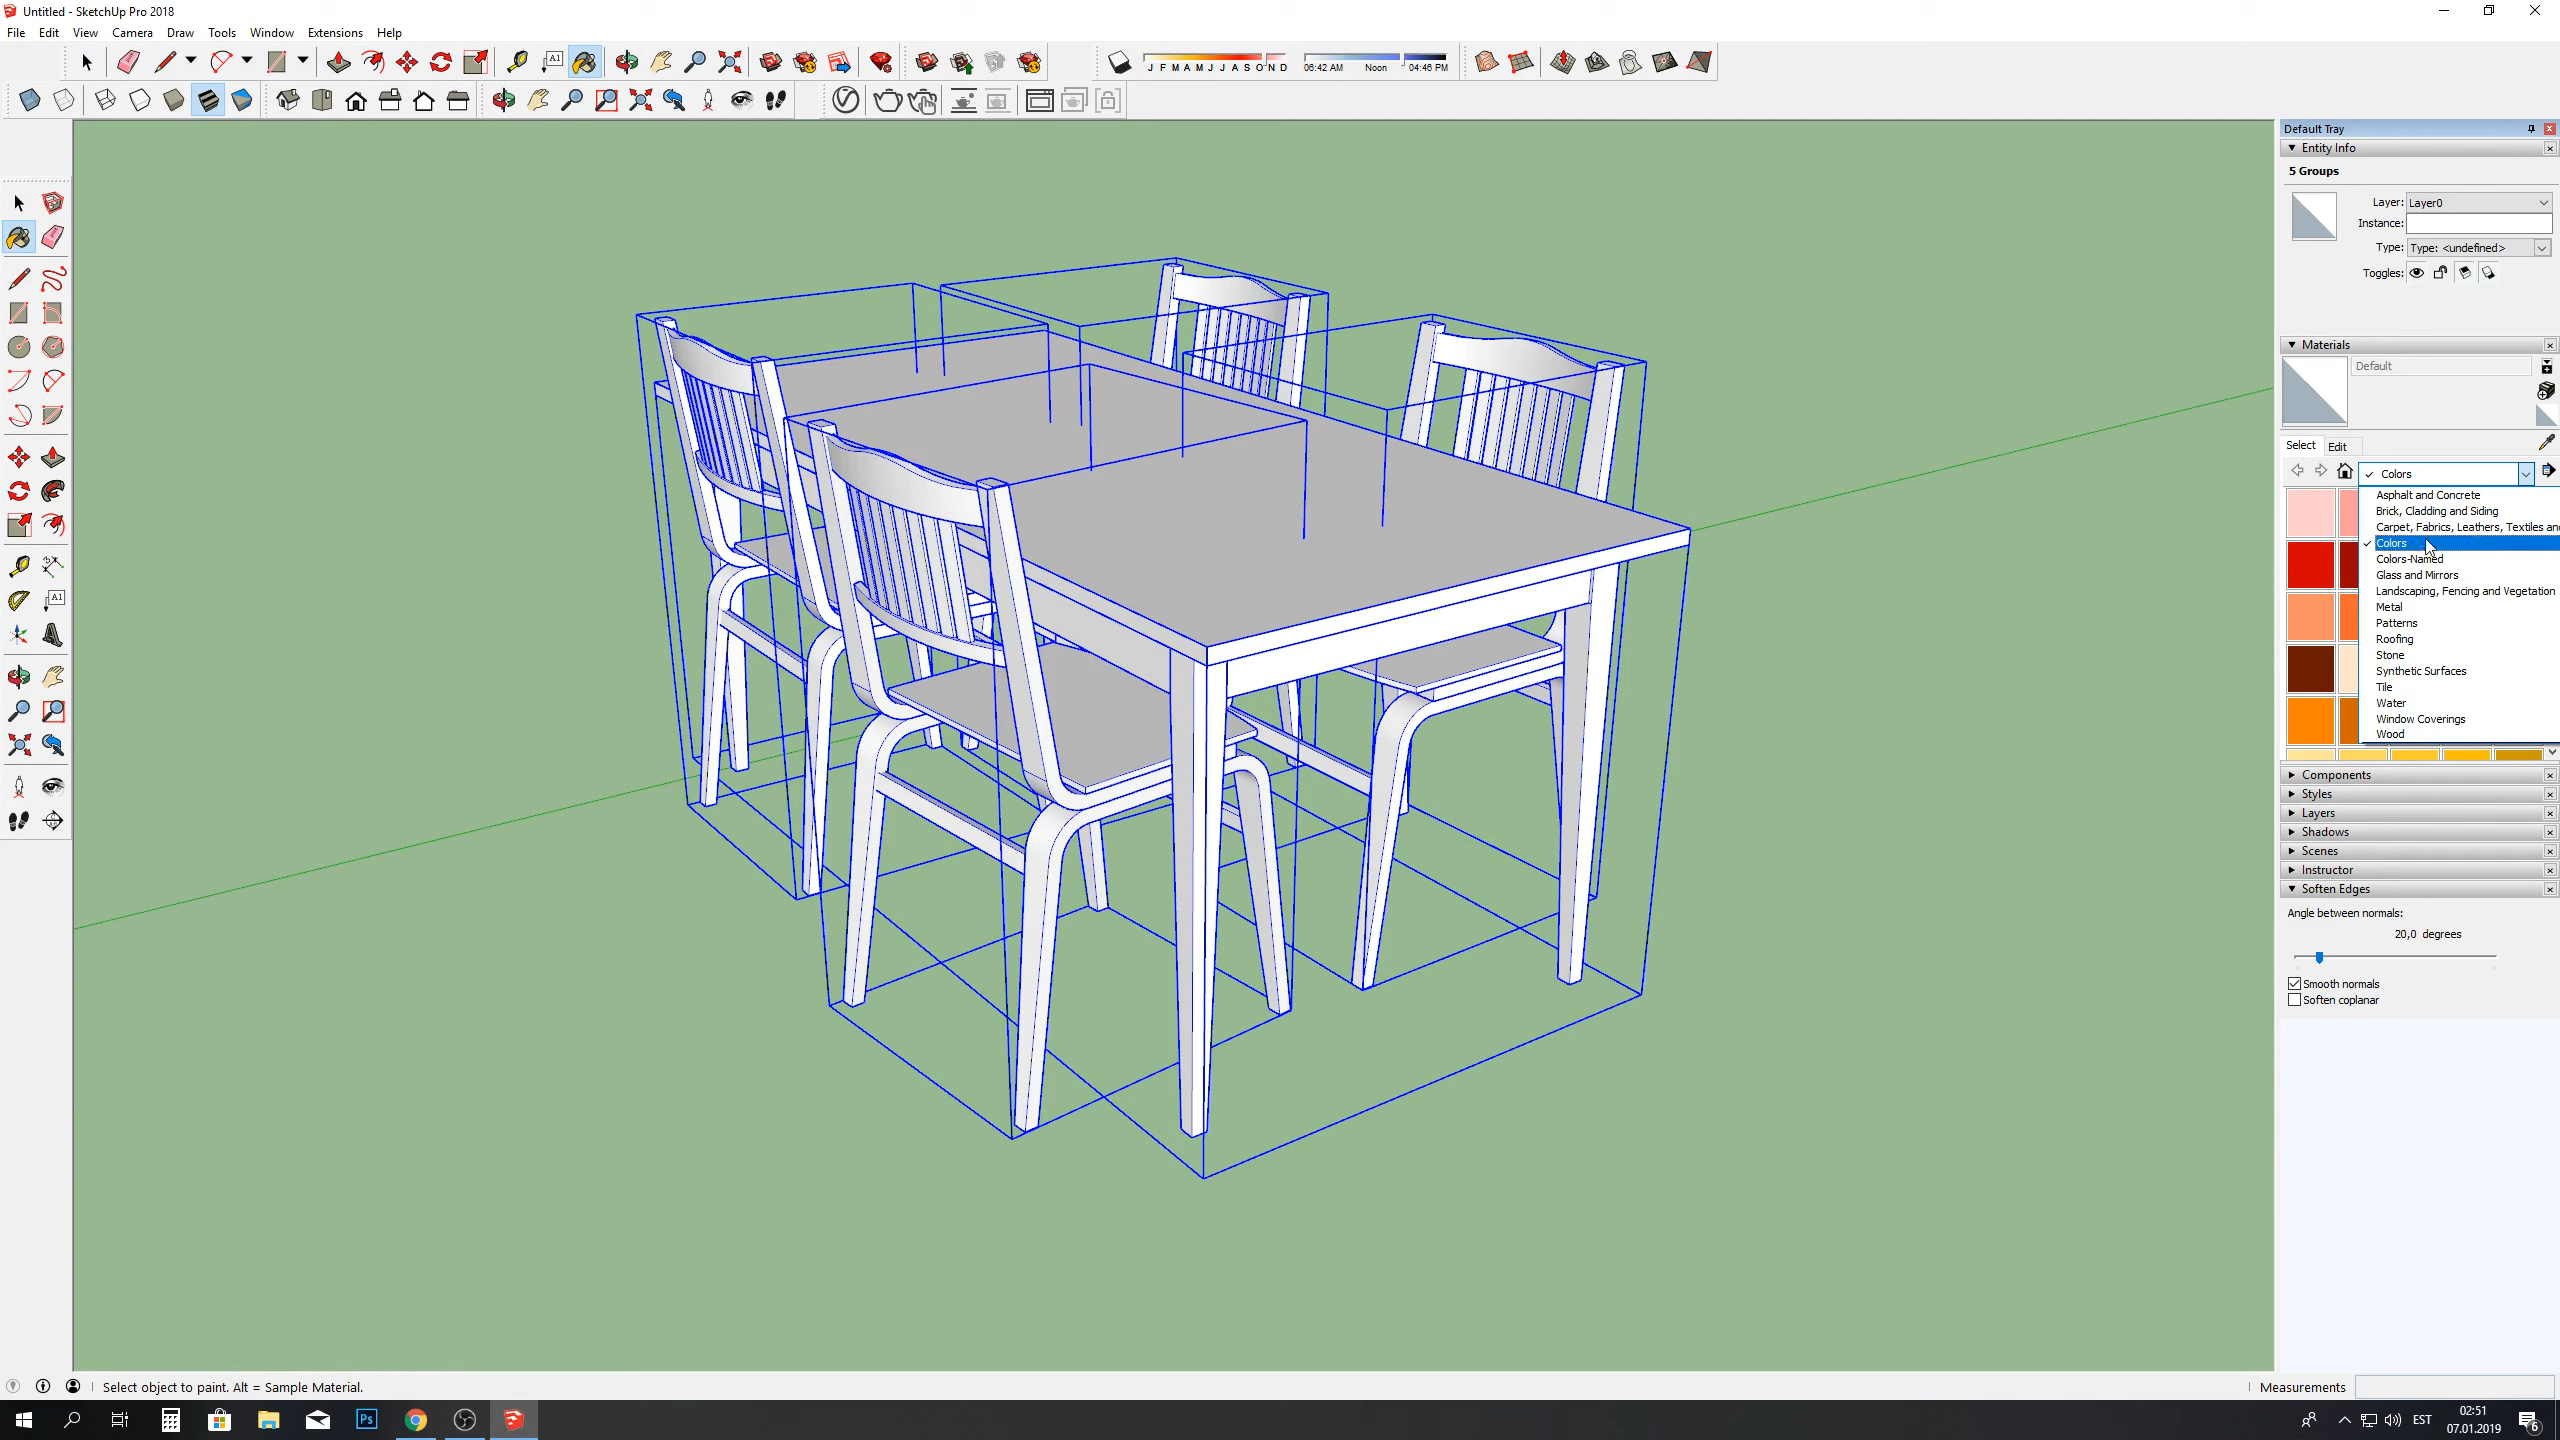 Untitled - SketchUp Pro 2018
File Edit View Camera Draw Tools Window Extensions Help
J F M A M J J A S O N D
06:42 AM Noon 04:46 PM
A1
Default Tray
Entity Info
5 Groups
Layer: Layer0
Instance:
Type: Type: <undefined>
Toggles:
Materials
Default
Select Edit
Colors
Asphalt and Concrete
Brick, Cladding and Siding
Carpet, Fabrics, Leathers, Textiles and
Colors
Colors-Named
Glass and Mirrors
Landscaping, Fencing and Vegetation
Metal
Patterns
Roofing
Stone
Synthetic Surfaces
Tile
Water
Window Coverings
Wood
Components
Styles
Layers
Shadows
Scenes
Instructor
Soften Edges
Angle between normals:
20,0 degrees
Smooth normals
Soften coplanar
A1
Select object to paint. Alt = Sample Material.
Measurements
Ps
EST
02:51
07.01.2019
6